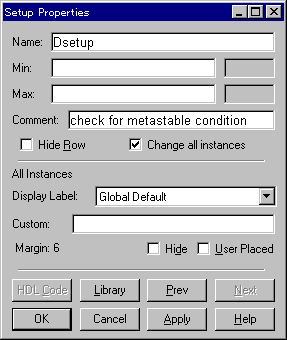 Setup Properties
Name: Dsetup
Min:
Max:
Comment: check for metastable condition
Hide Row Change all instances
All Instances
Display Label: Global Default
Custom:
Margin: 6 Hide User Placed
HDL Code Library Prev Next
OK Cancel Apply Help